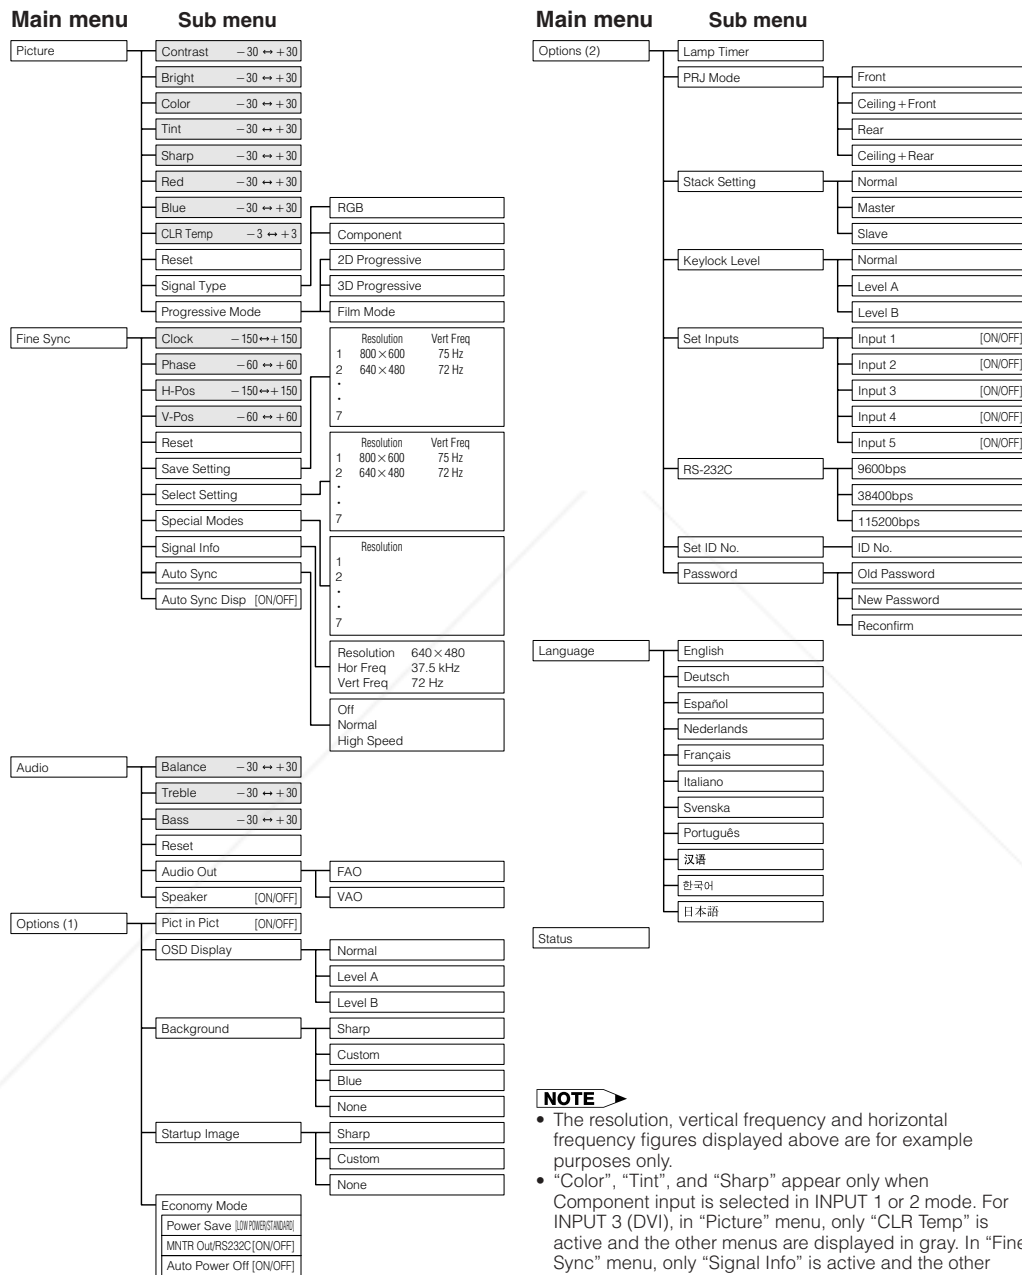 Main menu Sub menu
Picture
Contrast −30 ↔ +30
Bright −30 ↔ +30
Color −30 ↔ +30
Tint −30 ↔ +30
Sharp −30 ↔ +30
Red −30 ↔ +30
Blue −30 ↔ +30
CLR Temp −3 ↔ +3
Reset
Signal Type
Progressive Mode
RGB
Component
2D Progressive
3D Progressive
Film Mode
Fine Sync
Clock −150 ↔ +150
Phase −60 ↔ +60
H-Pos −150 ↔ +150
V-Pos −60 ↔ +60
Reset
Save Setting
Select Setting
Special Modes
Signal Info
Auto Sync
Auto Sync Disp [ON/OFF]
Resolution Vert Freq
1 800×600 75 Hz
2 640×480 72 Hz
•
•
7
Resolution Vert Freq
1 800×600 75 Hz
2 640×480 72 Hz
•
•
7
Resolution
1
2
•
•
7
Resolution 640×480
Hor Freq 37.5 kHz
Vert Freq 72 Hz
Off
Normal
High Speed
Audio
Balance −30 ↔ +30
Treble −30 ↔ +30
Bass −30 ↔ +30
Reset
Audio Out
Speaker [ON/OFF]
FAO
VAO
Options (1)
Pict in Pict [ON/OFF]
OSD Display
Normal
Level A
Level B
Background
Sharp
Custom
Blue
None
Startup Image
Sharp
Custom
None
Economy Mode
Power Save [LOW POWER/STANDARD]
MNTR Out/RS232C [ON/OFF]
Auto Power Off [ON/OFF]
Main menu Sub menu
Options (2)
Lamp Timer
PRJ Mode
Front
Ceiling+Front
Rear
Ceiling+Rear
Stack Setting
Normal
Master
Slave
Keylock Level
Normal
Level A
Level B
Set Inputs
Input 1 [ON/OFF]
Input 2 [ON/OFF]
Input 3 [ON/OFF]
Input 4 [ON/OFF]
Input 5 [ON/OFF]
RS-232C
9600bps
38400bps
115200bps
Set ID No.
ID No.
Password
Old Password
New Password
Reconfirm
Language
English
Deutsch
Español
Nederlands
Français
Italiano
Svenska
Português
汉语
한국어
日本語
Status
NOTE
• The resolution, vertical frequency and horizontal
frequency figures displayed above are for example
purposes only.
• “Color”, “Tint”, and “Sharp” appear only when
Component input is selected in INPUT 1 or 2 mode. For
INPUT 3 (DVI), in “Picture” menu, only “CLR Temp” is
active and the other menus are displayed in gray. In “Fine
Sync” menu, only “Signal Info” is active and the other